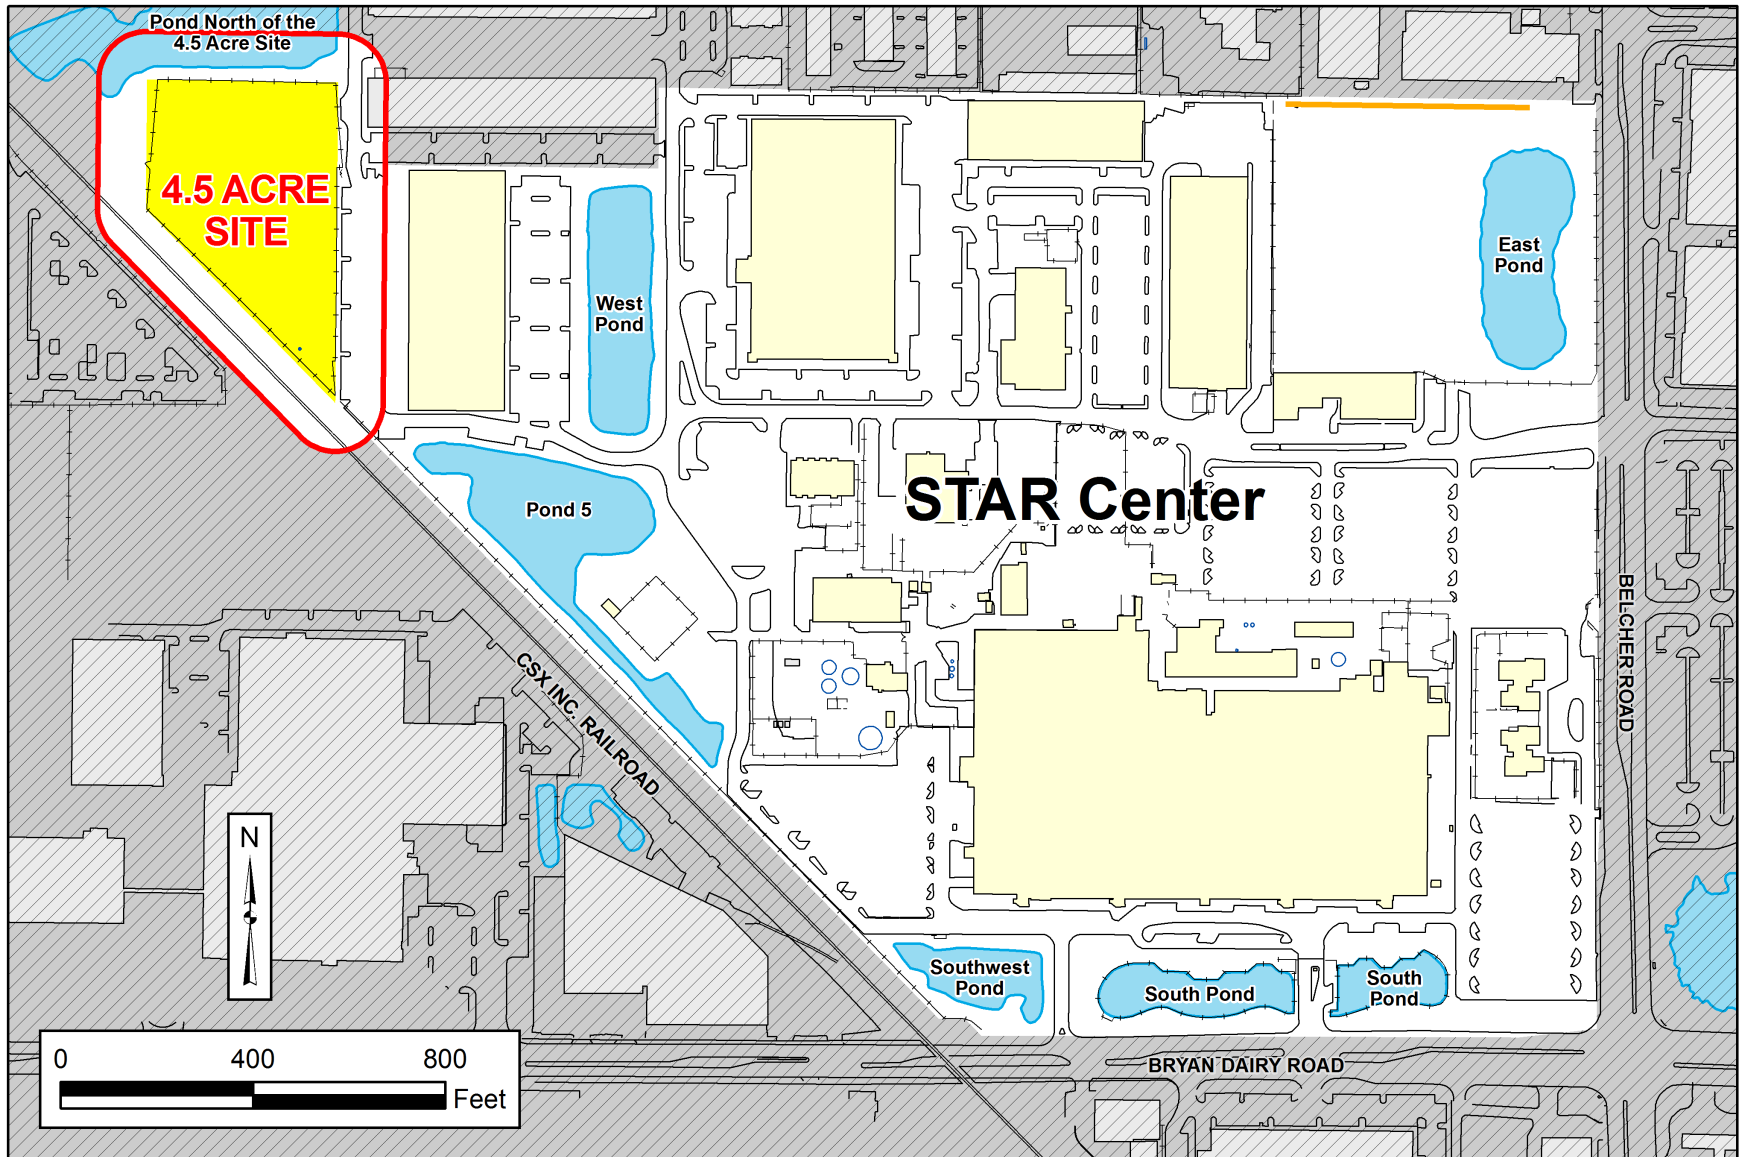 Pond North of the
4.5 Acre Site
4.5 ACRE
SITE
West
Pond
East
Pond
Pond 5
STAR Center
BELCHER ROAD
CSX INC. RAILROAD
N
Southwest
Pond
South Pond
South
Pond
BRYAN DAIRY ROAD
0 400 800
Feet